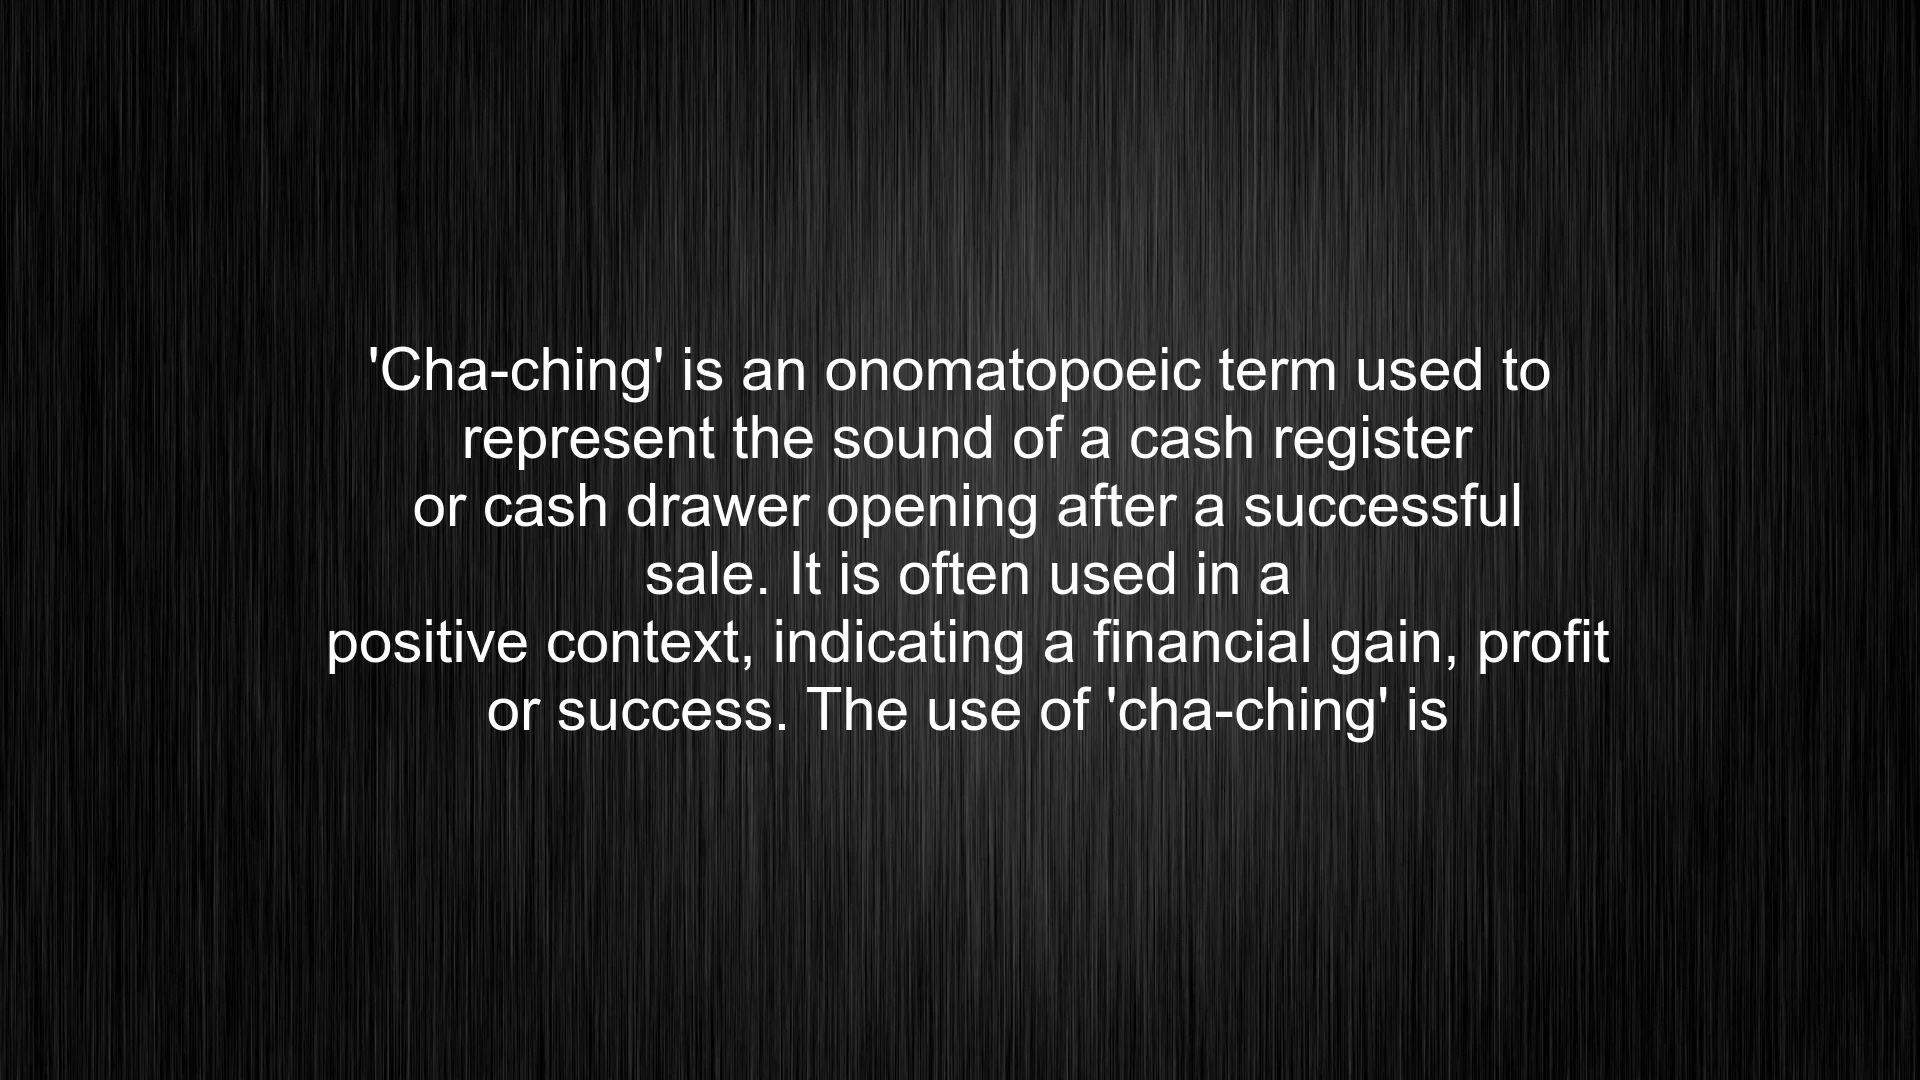 'Cha-ching' is an onomatopoeic term used to
represent the sound of a cash register
or cash drawer opening after a successful
sale. It is often used in a
positive context, indicating a financial gain, profit
or success. The use of 'cha-ching' is